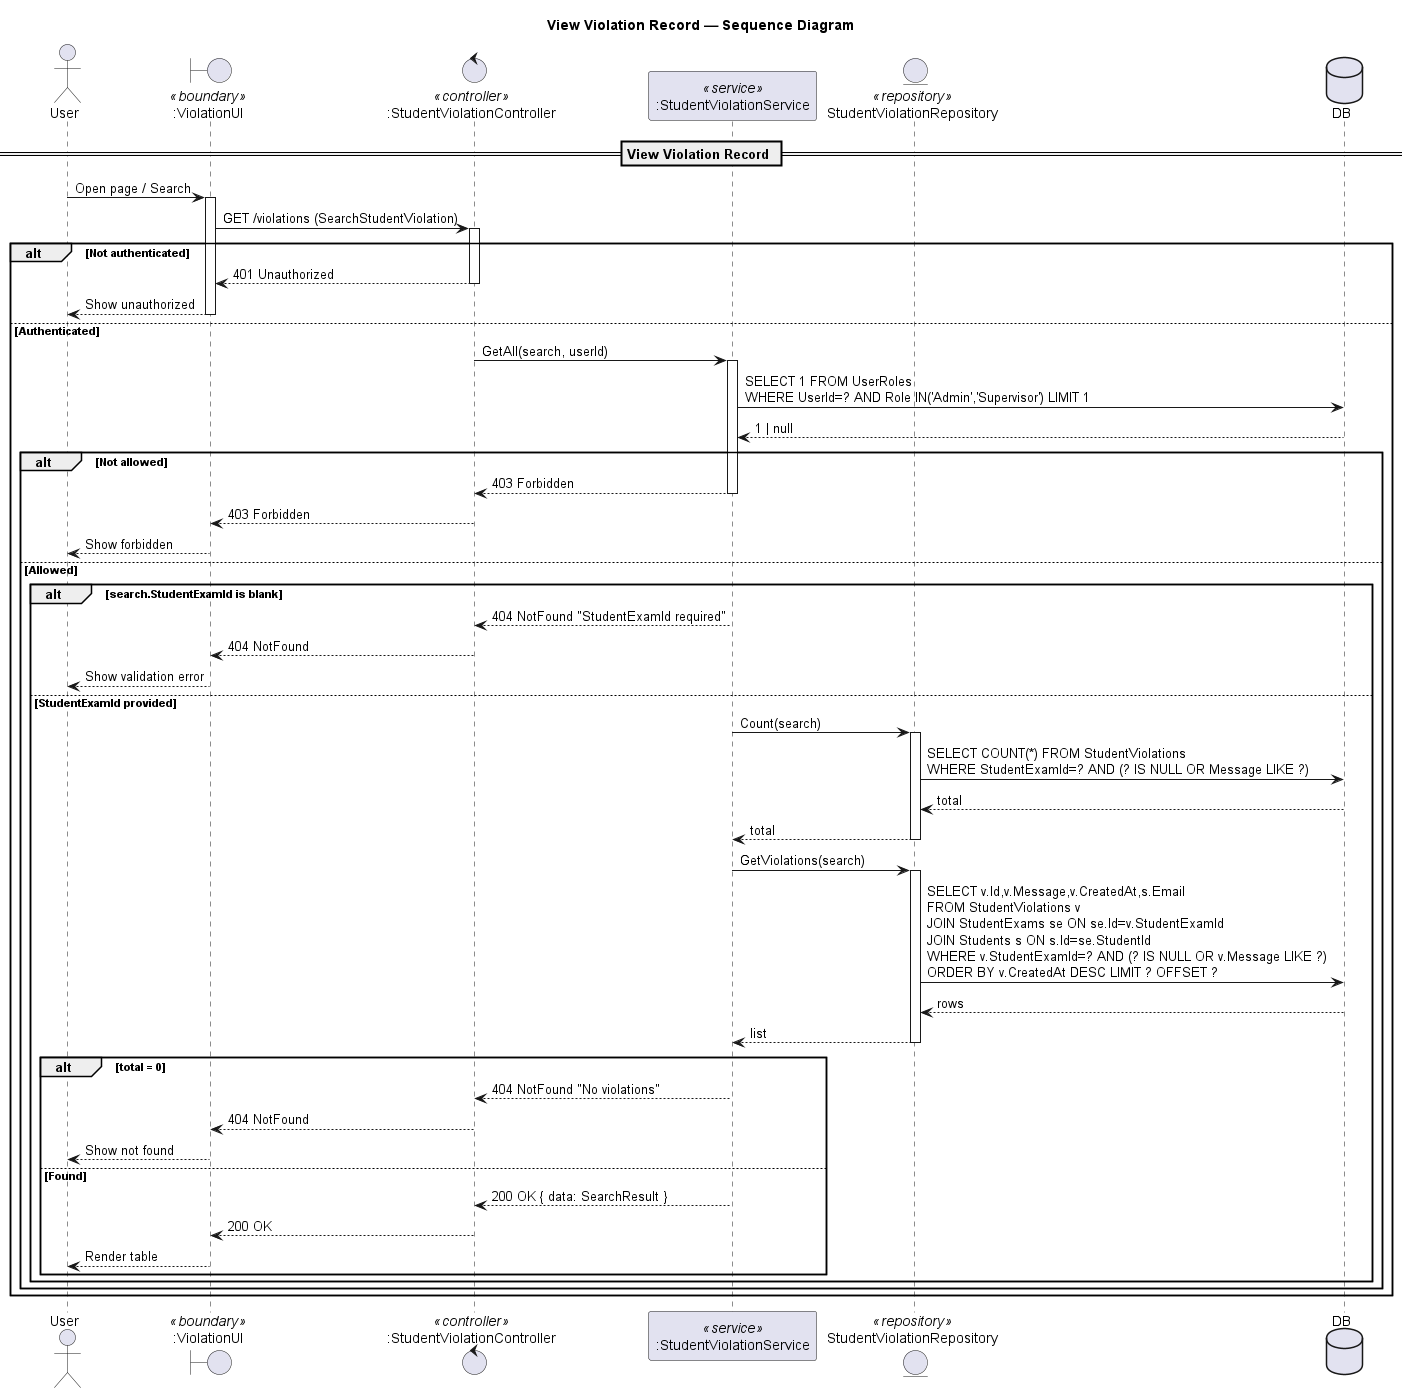 View Violation Record — Sequence Diagram
User
«boundary»
:ViolationUI
«controller»
:StudentViolationController
«service»
:StudentViolationService
«repository»
StudentViolationRepository
DB
View Violation Record
Open page / Search
GET /violations (SearchStudentViolation)
alt
[Not authenticated]
401 Unauthorized
Show unauthorized
[Authenticated]
GetAll(search, userId)
SELECT 1 FROM UserRoles
WHERE UserId=? AND Role IN('Admin','Supervisor') LIMIT 1
1 | null
alt
[Not allowed]
403 Forbidden
403 Forbidden
Show forbidden
[Allowed]
alt
[search.StudentExamId is blank]
404 NotFound "StudentExamId required"
404 NotFound
Show validation error
[StudentExamId provided]
Count(search)
SELECT COUNT(*) FROM StudentViolations
WHERE StudentExamId=? AND (? IS NULL OR Message LIKE ?)
total
total
GetViolations(search)
SELECT v.Id,v.Message,v.CreatedAt,s.Email
FROM StudentViolations v
JOIN StudentExams se ON se.Id=v.StudentExamId
JOIN Students s ON s.Id=se.StudentId
WHERE v.StudentExamId=? AND (? IS NULL OR v.Message LIKE ?)
ORDER BY v.CreatedAt DESC LIMIT ? OFFSET ?
rows
list
alt
[total = 0]
404 NotFound "No violations"
404 NotFound
Show not found
[Found]
200 OK { data: SearchResult }
200 OK
Render table
User
«boundary»
:ViolationUI
«controller»
:StudentViolationController
«service»
:StudentViolationService
«repository»
StudentViolationRepository
DB